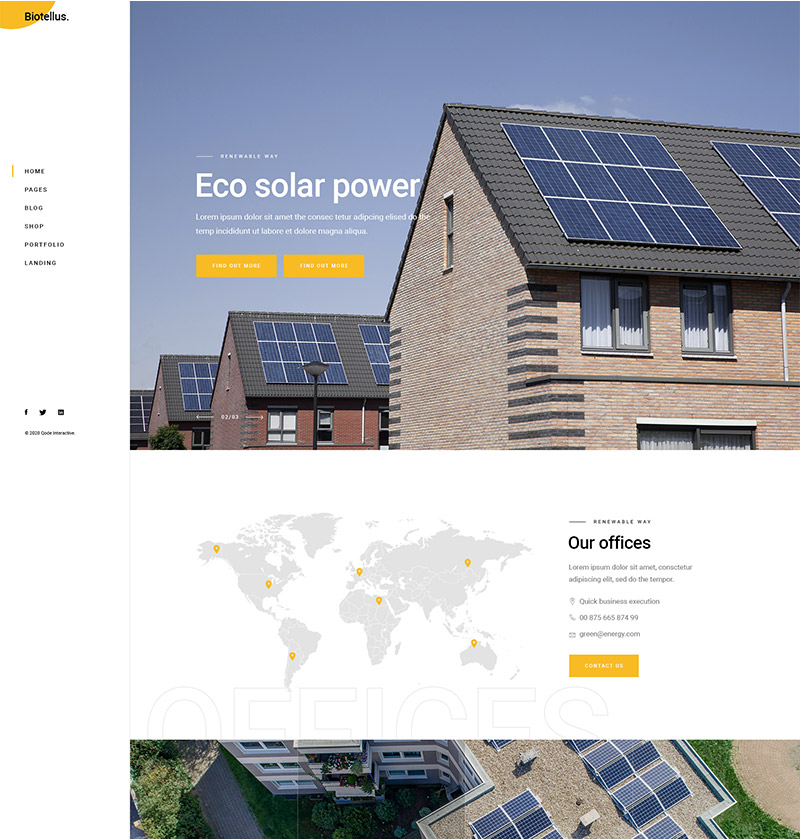 Biotellus.
HOME
PAGES
BLOG
SHOP
PORTFOLIO
LANDING
© 2020 Qode Interactive.
RENEWABLE WAY
Eco solar power
Lorem ipsum dolor sit amet the consec tetur adipcing elised do the
temp incididunt ut labore et dolore magna aliqua.
FIND OUT MORE FIND OUT MORE
02/03
RENEWABLE WAY
Our offices
Lorem ipsum dolor sit amet, consctetur
adipiscing elit, sed do the tempor.
Quick business execution
00 875 665 874 99
green@energy.com
CONTACT US
OFFICES